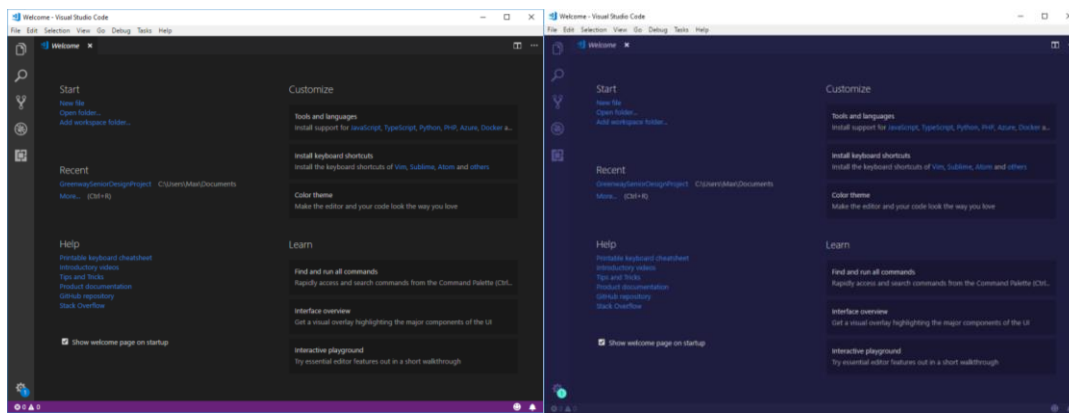 Welcome - Visual Studio Code
File Edit Selection View Go Debug Tasks Help
Welcome
Start
New file
Open folder...
Add workspace folder...
Recent
GreenwaySeniorDesignProject C:\Users\Max\Documents
More... (Ctrl+R)
Help
Printable keyboard cheatsheet
Introductory videos
Tips and Tricks
Product documentation
GitHub repository
Stack Overflow
Show welcome page on startup
Customize
Tools and languages
Install support for JavaScript, TypeScript, Python, PHP, Azure, Docker a...
Install keyboard shortcuts
Install the keyboard shortcuts of Vim, Sublime, Atom and others
Color theme
Make the editor and your code look the way you love
Learn
Find and run all commands
Rapidly access and search commands from the Command Palette (Ctrl...
Interface overview
Get a visual overlay highlighting the major components of the UI
Interactive playground
Try essential editor features out in a short walkthrough
1
0 0
Welcome - Visual Studio Code
File Edit Selection View Go Debug Tasks Help
Welcome
Start
New file
Open folder...
Add workspace folder...
Recent
GreenwaySeniorDesignProject C:\Users\Max\Documents
More... (Ctrl+R)
Help
Printable keyboard cheatsheet
Introductory videos
Tips and Tricks
Product documentation
GitHub repository
Stack Overflow
Show welcome page on startup
Customize
Tools and languages
Install support for JavaScript, TypeScript, Python, PHP, Azure, Docker a...
Install keyboard shortcuts
Install the keyboard shortcuts of Vim, Sublime, Atom and others
Color theme
Make the editor and your code look the way you love
Learn
Find and run all commands
Rapidly access and search commands from the Command Palette (Ctrl...
Interface overview
Get a visual overlay highlighting the major components of the UI
Interactive playground
Try essential editor features out in a short walkthrough
1
0 0